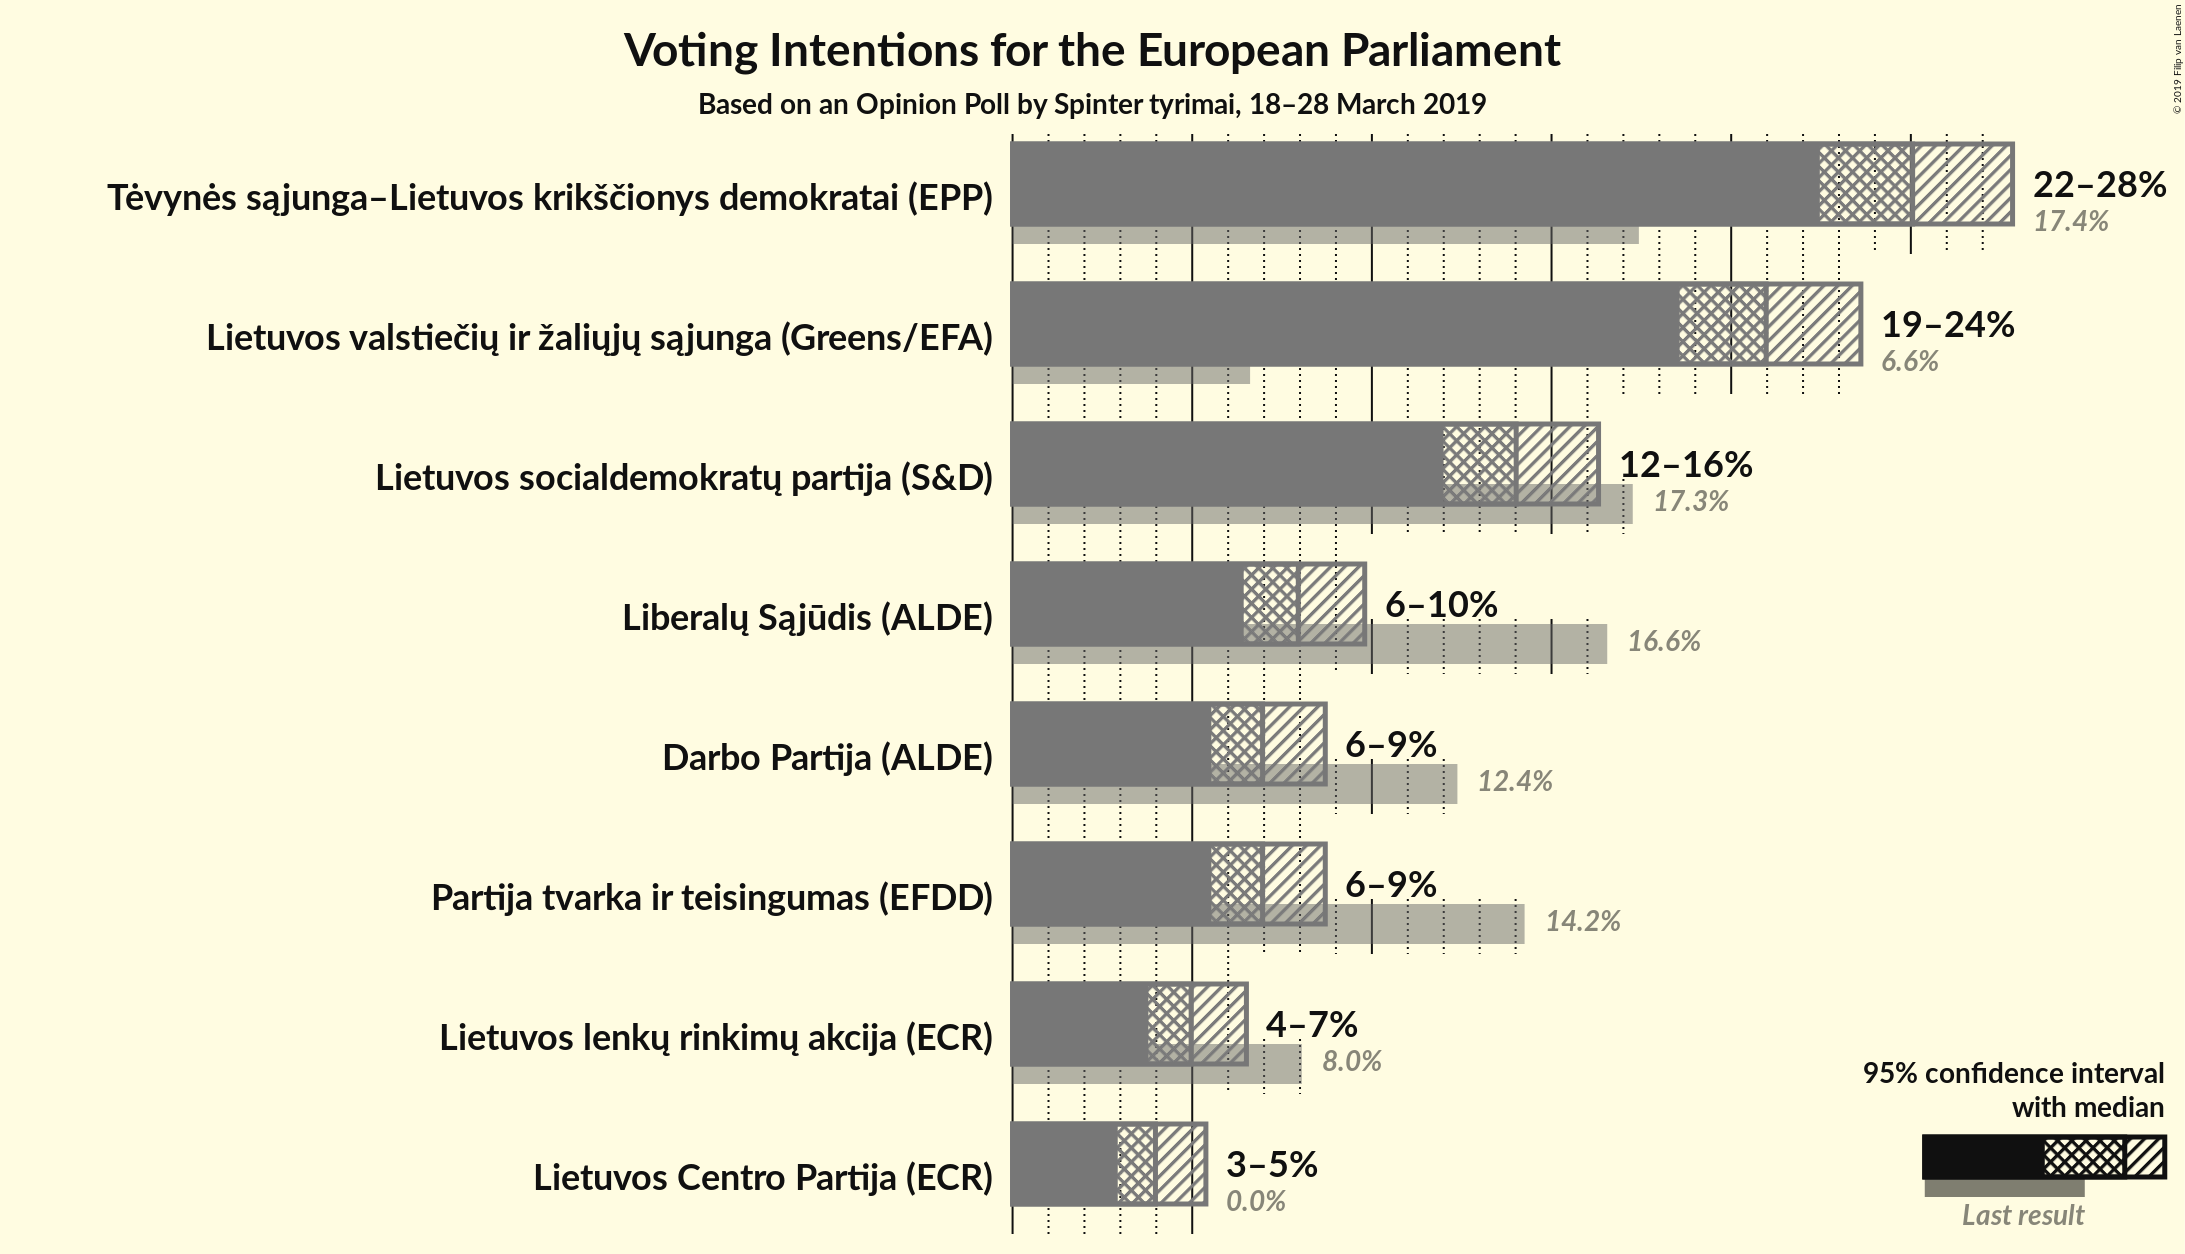 Voting Intentions for the European Parliament
Based on an Opinion Poll by Spinter tyrimai, 18–28 March 2019
© 2019 Filip van Laenen
Tėvynės sąjunga–Lietuvos krikščionys demokratai (EPP)
22–28%
17.4%
Lietuvos valstiečių ir žaliųjų sąjunga (Greens/EFA)
19–24%
6.6%
Lietuvos socialdemokratų partija (S&D)
12–16%
17.3%
Liberalų Sąjūdis (ALDE)
6–10%
16.6%
Darbo Partija (ALDE)
6–9%
12.4%
Partija tvarka ir teisingumas (EFDD)
6–9%
14.2%
Lietuvos lenkų rinkimų akcija (ECR)
4–7%
8.0%
Lietuvos Centro Partija (ECR)
3–5%
0.0%
95% confidence interval
with median
Last result